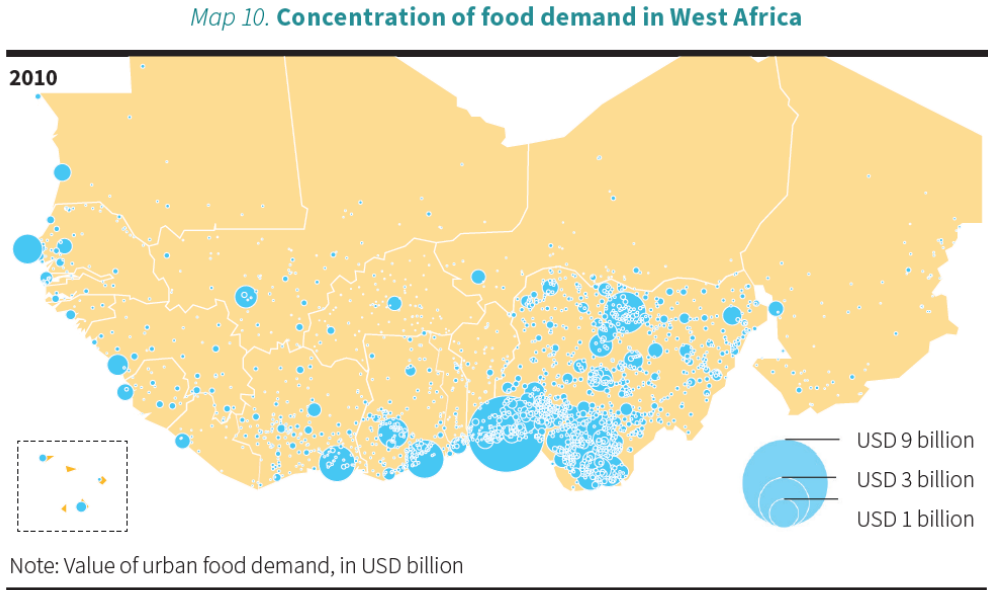 Map 10. Concentration of food demand in West Africa
2010
USD 9 billion
USD 3 billion
USD 1 billion
Note: Value of urban food demand, in USD billion